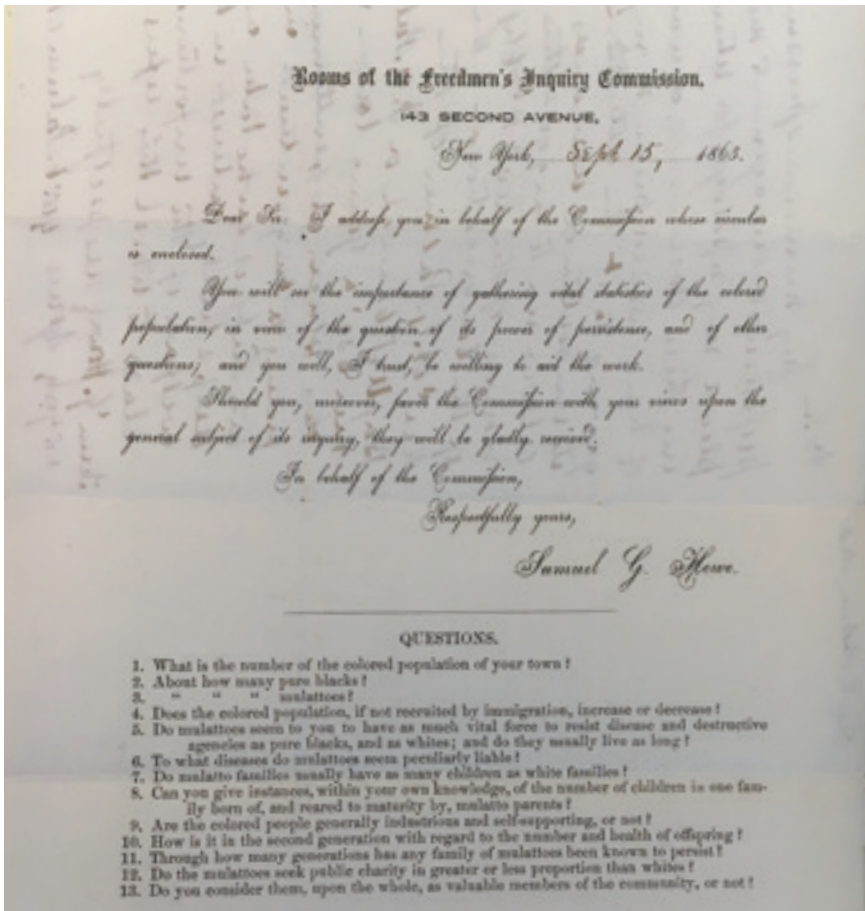 Rooms of the Freedmen's Inquiry Commission,
143 SECOND AVENUE,
New York, Sept 15, 1863.
Dear Sir: I address you in behalf of the Commission whose circular
is enclosed.
You will see the importance of gathering vital statistics of the colored
population, in view of the question of its power of persistence, and of other
questions; and you will, I trust, be willing to aid the work.
Should you, moreover, favor the Commission with your views upon the
general subject of its inquiry, they will be gladly received.
In behalf of the Commission,
Respectfully yours,
Samuel G. Howe.
QUESTIONS.
1. What is the number of the colored population of your town?
2. About how many pure blacks?
3. " " " mulattoes?
4. Does the colored population, if not recruited by immigration, increase or decrease?
5. Do mulattoes seem to you to have as much vital force to resist disease and destructive
agencies as pure blacks, and as whites; and do they usually live as long?
6. To what diseases do mulattoes seem peculiarly liable?
7. Do mulatto families usually have as many children as white families?
8. Can you give instances, within your own knowledge, of the number of children in one fam-
ily born of, and reared to maturity by, mulatto parents?
9. Are the colored people generally industrious and self-supporting, or not?
10. How is it in the second generation with regard to the number and health of offspring?
11. Through how many generations has any family of mulattoes been known to persist?
12. Do the mulattoes seek public charity in greater or less proportion than whites?
13. Do you consider them, upon the whole, as valuable members of the community, or not?